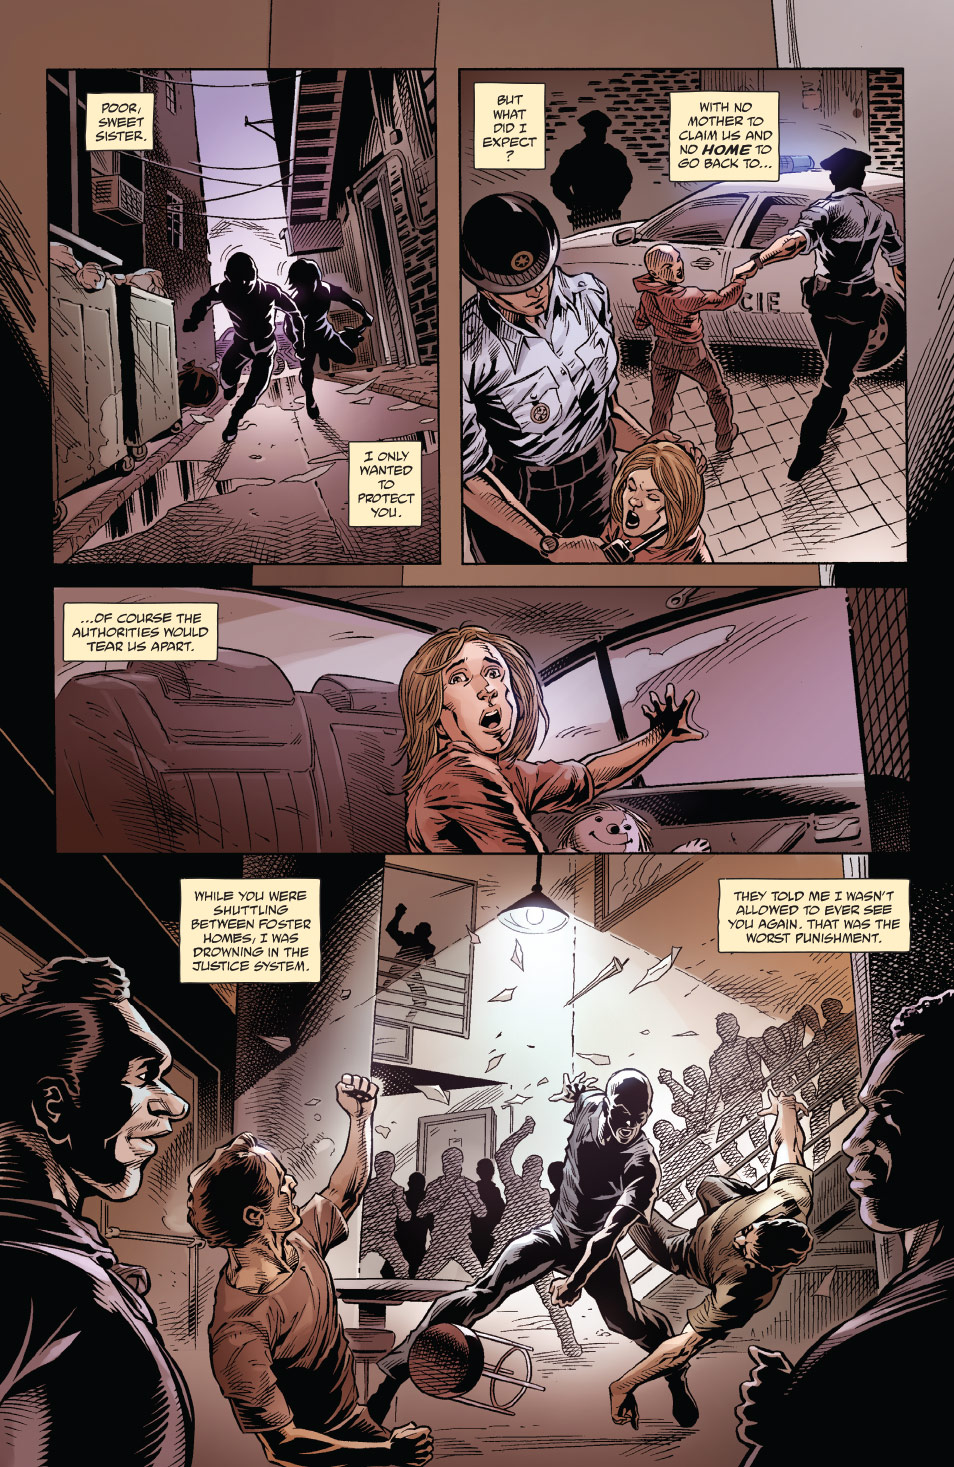 POOR,
SWEET
SISTER.
I ONLY
WANTED
TO
PROTECT
YOU.
BUT
WHAT
DID I
EXPECT
?
WITH NO
MOTHER TO
CLAIM US AND
NO HOME TO
GO BACK TO...
CIE
...OF COURSE THE
AUTHORITIES WOULD
TEAR US APART.
WHILE YOU WERE
SHUTTLING
BETWEEN FOSTER
HOMES, I WAS
DROWNING IN THE
JUSTICE SYSTEM.
THEY TOLD ME I WASN'T
ALLOWED TO EVER SEE
YOU AGAIN. THAT WAS THE
WORST PUNISHMENT.